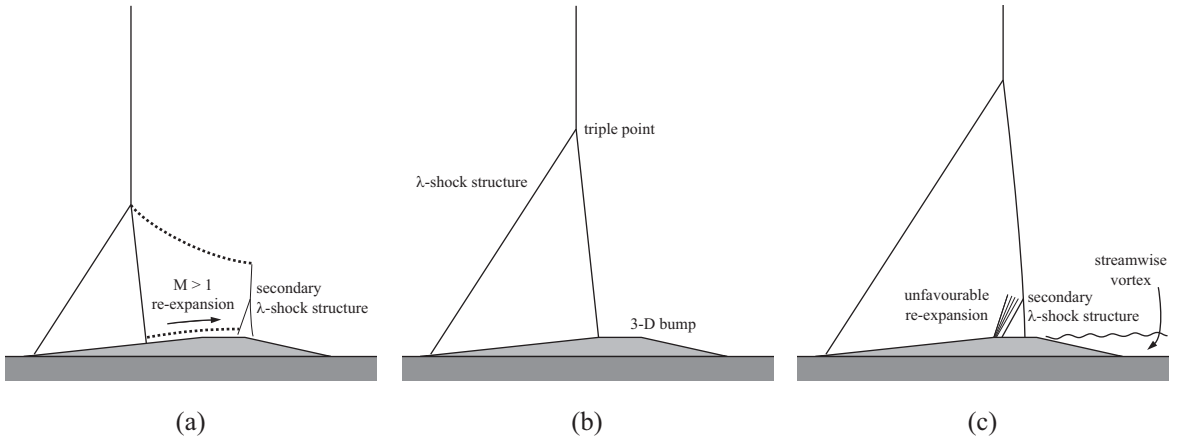 M > 1
re-expansion
secondary
λ-shock structure
(a)
triple point
λ-shock structure
3-D bump
(b)
unfavourable
re-expansion
secondary
λ-shock structure
streamwise
vortex
(c)